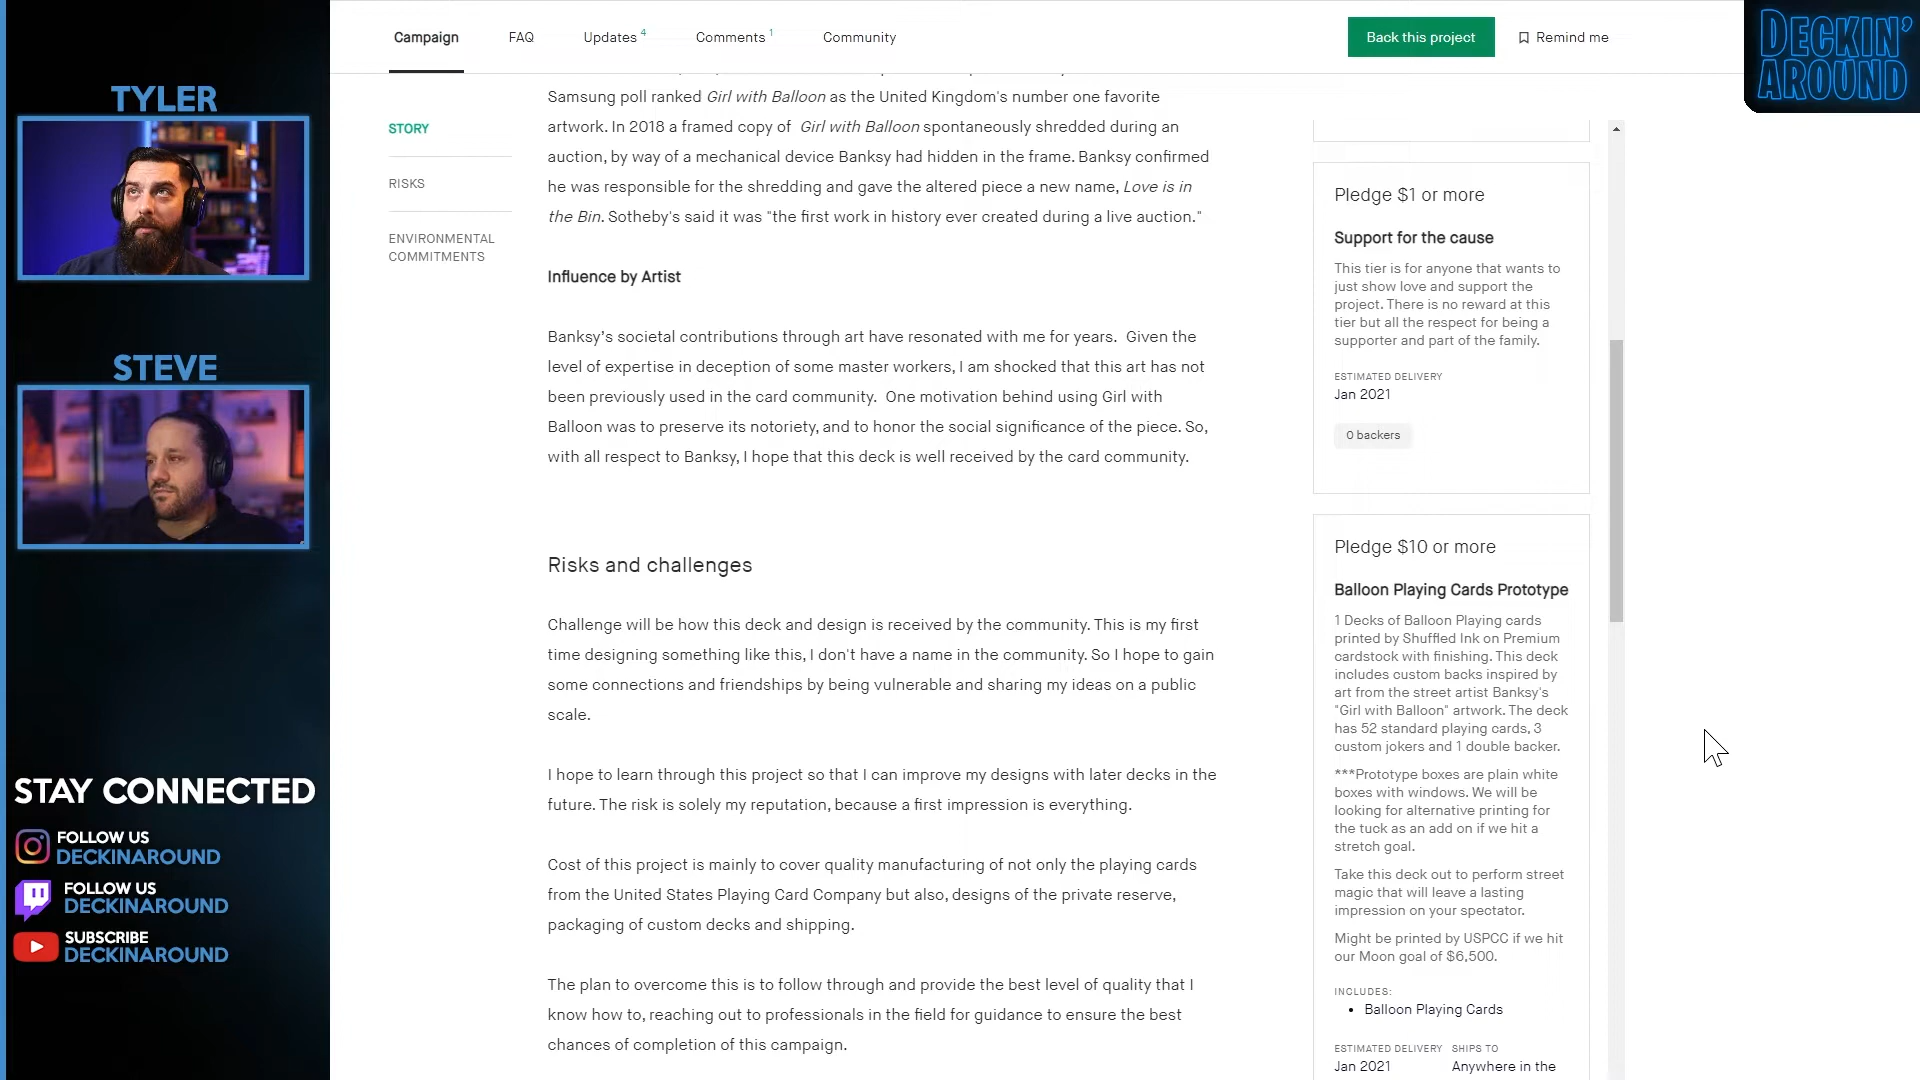 TYLER
STEVE
STAY CONNECTED
FOLLOW US
DECKINAROUND
FOLLOW US
DECKINAROUND
SUBSCRIBE
DECKINAROUND
Campaign
FAQ
Updates 4
Comments 1
Community
Back this project
Remind me
DECKIN'
AROUND
STORY
RISKS
ENVIRONMENTAL
COMMITMENTS
Samsung poll ranked Girl with Balloon as the United Kingdom's number one favorite
artwork. In 2018 a framed copy of Girl with Balloon spontaneously shredded during an
auction, by way of a mechanical device Banksy had hidden in the frame. Banksy confirmed
he was responsible for the shredding and gave the altered piece a new name, Love is in
the Bin. Sotheby's said it was "the first work in history ever created during a live auction."
Influence by Artist
Banksy’s societal contributions through art have resonated with me for years. Given the
level of expertise in deception of some master workers, I am shocked that this art has not
been previously used in the card community. One motivation behind using Girl with
Balloon was to preserve its notoriety, and to honor the social significance of the piece. So,
with all respect to Banksy, I hope that this deck is well received by the card community.
Risks and challenges
Challenge will be how this deck and design is received by the community. This is my first
time designing something like this, I don't have a name in the community. So I hope to gain
some connections and friendships by being vulnerable and sharing my ideas on a public
scale.
I hope to learn through this project so that I can improve my designs with later decks in the
future. The risk is solely my reputation, because a first impression is everything.
Cost of this project is mainly to cover quality manufacturing of not only the playing cards
from the United States Playing Card Company but also, designs of the private reserve,
packaging of custom decks and shipping.
The plan to overcome this is to follow through and provide the best level of quality that I
know how to, reaching out to professionals in the field for guidance to ensure the best
chances of completion of this campaign.
Pledge $1 or more
Support for the cause
This tier is for anyone that wants to
just show love and support the
project. There is no reward at this
tier but all the respect for being a
supporter and part of the family.
ESTIMATED DELIVERY
Jan 2021
0 backers
Pledge $10 or more
Balloon Playing Cards Prototype
1 Decks of Balloon Playing cards
printed by Shuffled Ink on Premium
cardstock with finishing. This deck
includes custom backs inspired by
art from the street artist Banksy's
"Girl with Balloon" artwork. The deck
has 52 standard playing cards, 3
custom jokers and 1 double backer.
***Prototype boxes are plain white
boxes with windows. We will be
looking for alternative printing for
the tuck as an add on if we hit a
stretch goal.
Take this deck out to perform street
magic that will leave a lasting
impression on your spectator.
Might be printed by USPCC if we hit
our Moon goal of $6,500.
INCLUDES:
• Balloon Playing Cards
ESTIMATED DELIVERY SHIPS TO
Jan 2021 Anywhere in the